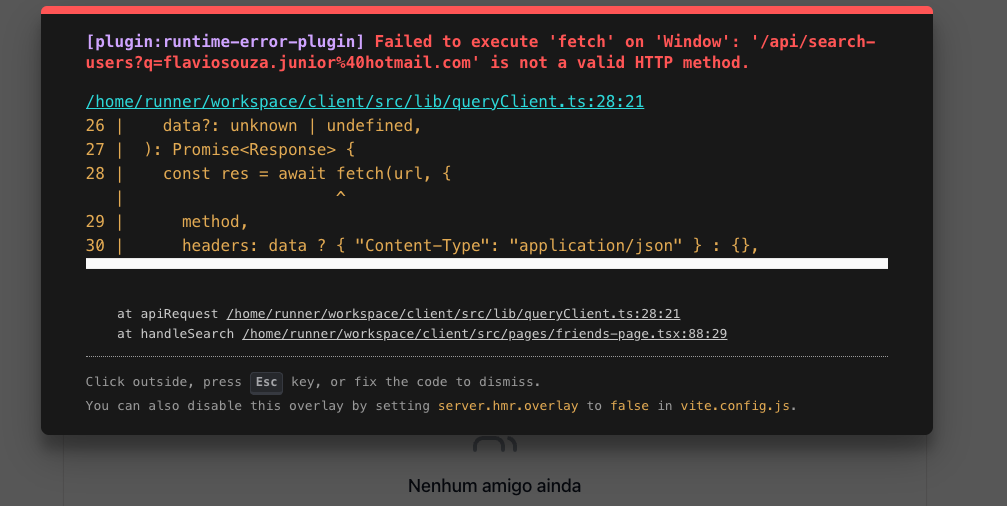 [plugin:runtime-error-plugin] Failed to execute 'fetch' on 'Window': '/api/search-
users?q=flaviosouza.junior%40hotmail.com' is not a valid HTTP method.
/home/runner/workspace/client/src/lib/queryClient.ts:28:21
26 |    data?: unknown | undefined,
27 |  ): Promise<Response> {
28 |    const res = await fetch(url, {
   |                      ^
29 |      method,
30 |      headers: data ? { "Content-Type": "application/json" } : {},
at apiRequest /home/runner/workspace/client/src/lib/queryClient.ts:28:21
at handleSearch /home/runner/workspace/client/src/pages/friends-page.tsx:88:29
Click outside, press Esc key, or fix the code to dismiss.
You can also disable this overlay by setting server.hmr.overlay to false in vite.config.js.
Nenhum amigo ainda